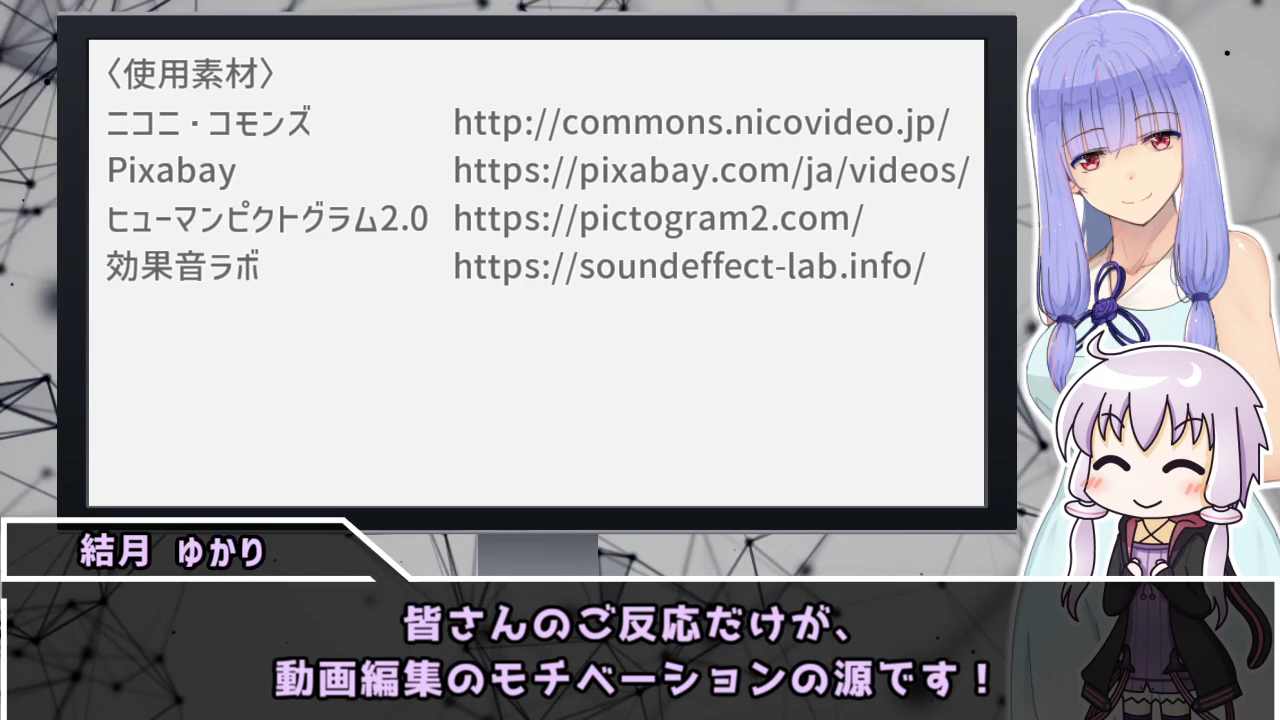 〈使用素材〉
ニコニ・コモンズ http://commons.nicovideo.jp/
Pixabay https://pixabay.com/ja/videos/
ヒューマンピクトグラム2.0 https://pictogram2.com/
効果音ラボ https://soundeffect-lab.info/
結月 ゆかり
皆さんのご反応だけが、
動画編集のモチベーションの源です！